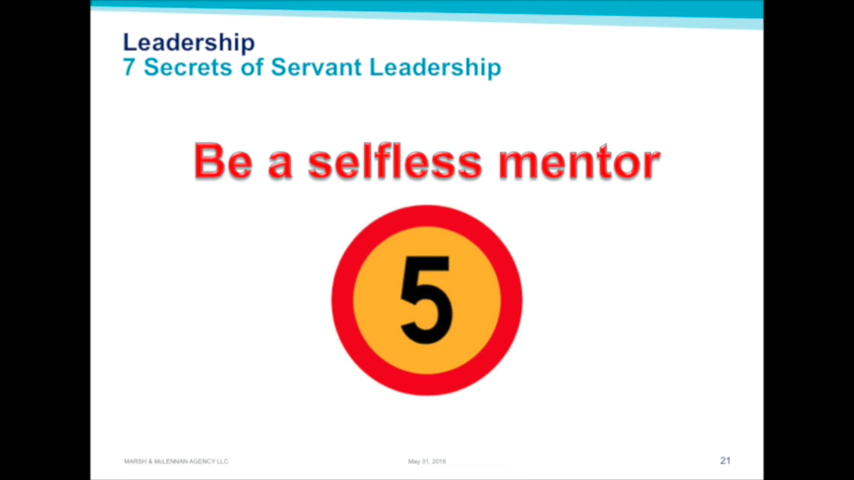 Leadership
7 Secrets of Servant Leadership
Be a selfless mentor
5
MARSH & McLENNAN AGENCY LLC
May 31, 2016
21